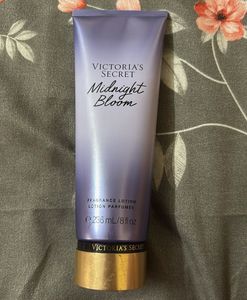 VICTORIA'S
SECRET
Midnight
Bloom
FRAGRANCE LOTION
LOTION PARFUMÉE
℮ 236 mL/8 fl oz
VICTORIA'S SECRET